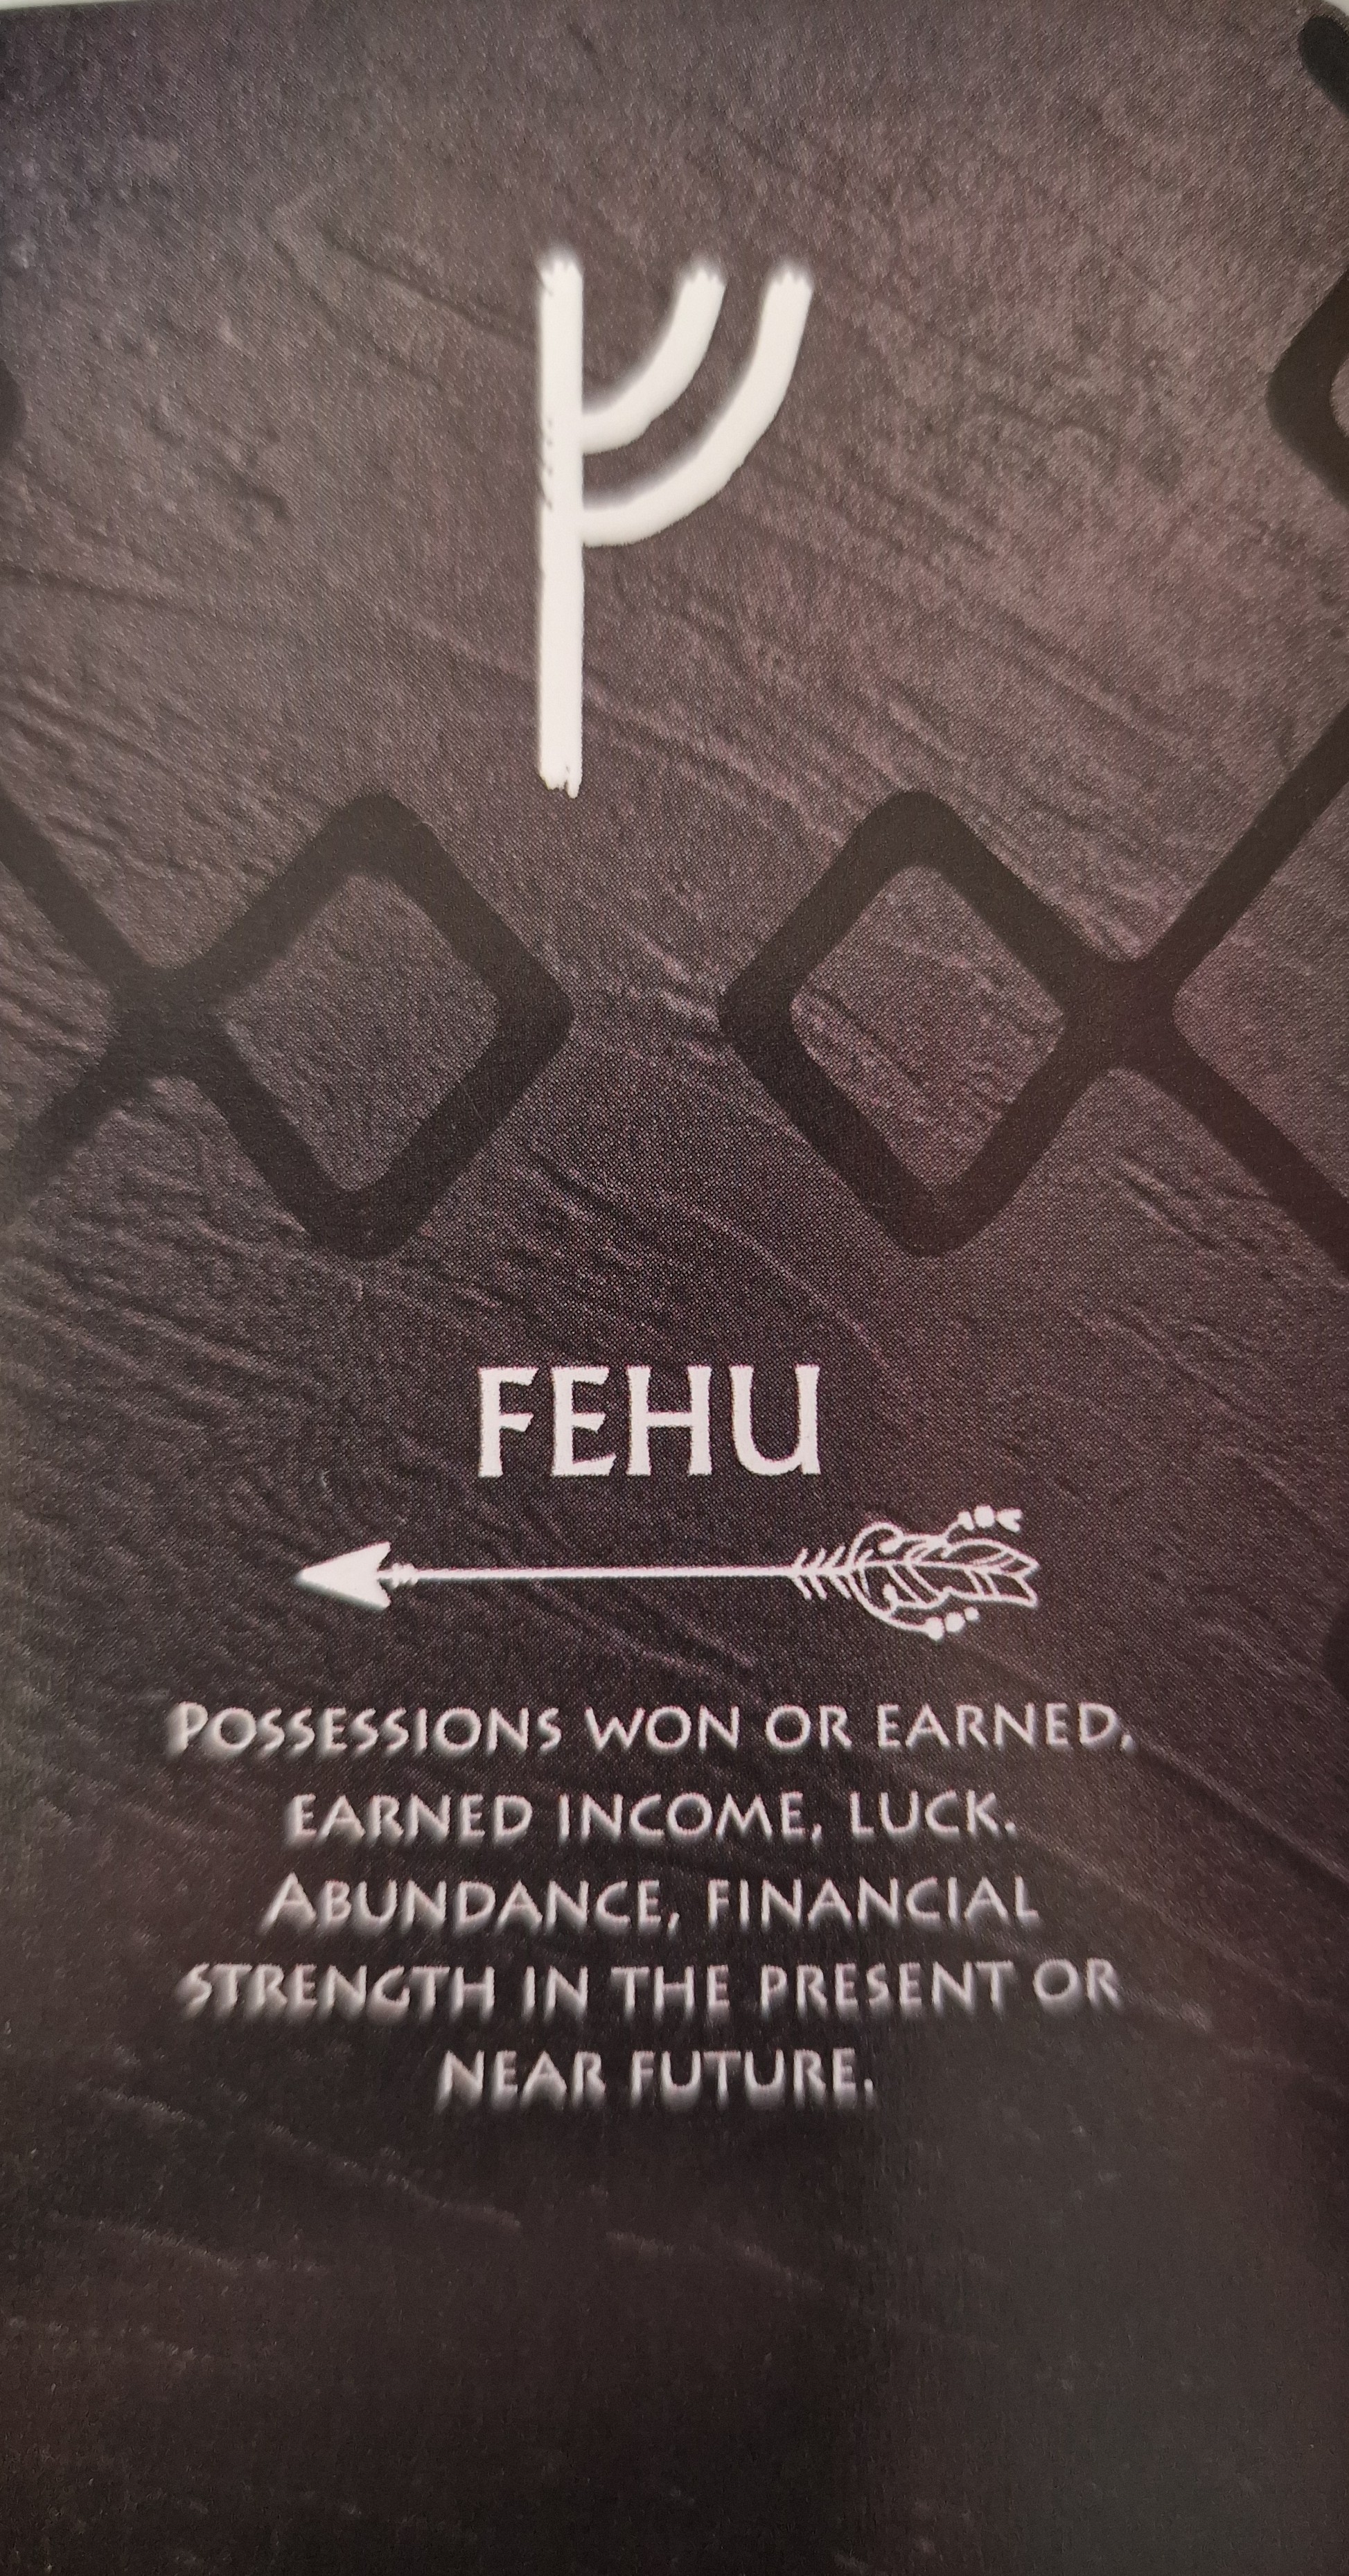 ᚠ
FEHU
POSSESSIONS WON OR EARNED,
EARNED INCOME, LUCK.
ABUNDANCE, FINANCIAL
STRENGTH IN THE PRESENT OR
NEAR FUTURE.